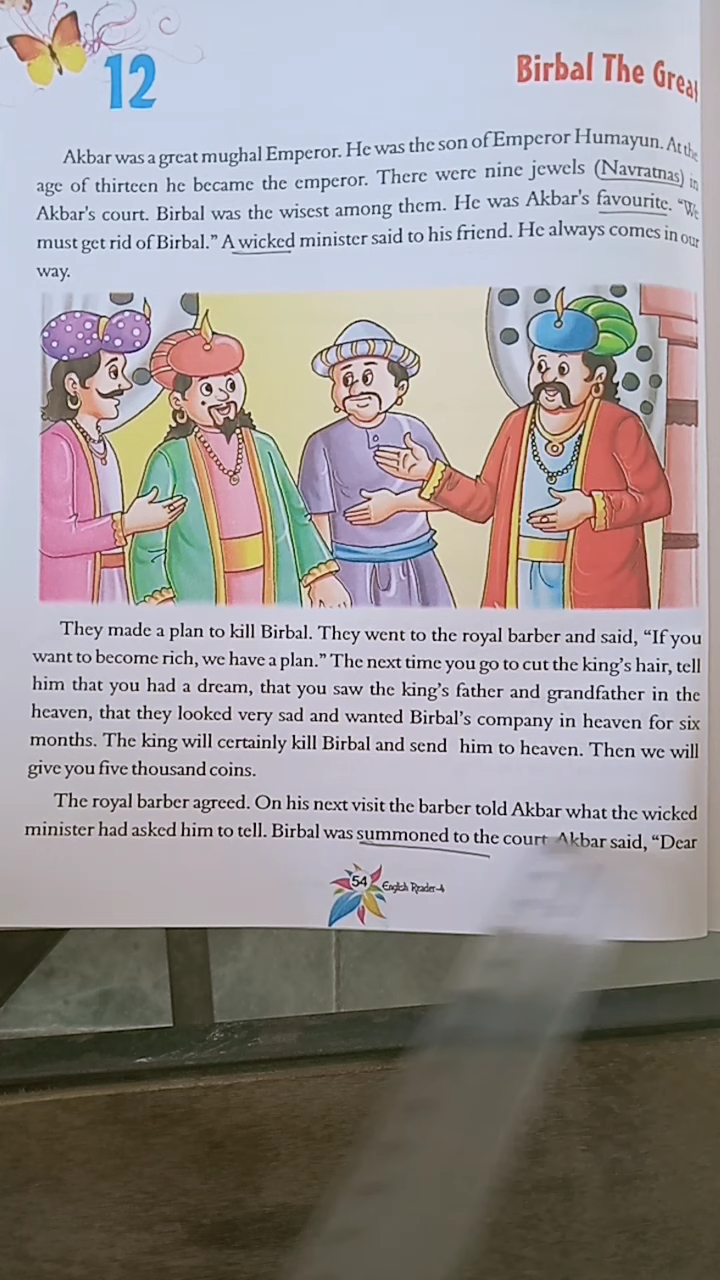 12
Birbal The Great
Akbar was a great mughal Emperor. He was the son of Emperor Humayun. At the
age of thirteen he became the emperor. There were nine jewels (Navratnas) in
Akbar's court. Birbal was the wisest among them. He was Akbar's favourite. “We
must get rid of Birbal.” A wicked minister said to his friend. He always comes in our
way.
They made a plan to kill Birbal. They went to the royal barber and said, “If you
want to become rich, we have a plan.” The next time you go to cut the king’s hair, tell
him that you had a dream, that you saw the king’s father and grandfather in the
heaven, that they looked very sad and wanted Birbal’s company in heaven for six
months. The king will certainly kill Birbal and send him to heaven. Then we will
give you five thousand coins.
The royal barber agreed. On his next visit the barber told Akbar what the wicked
minister had asked him to tell. Birbal was summoned to the court. Akbar said, “Dear
54 English Reader-4